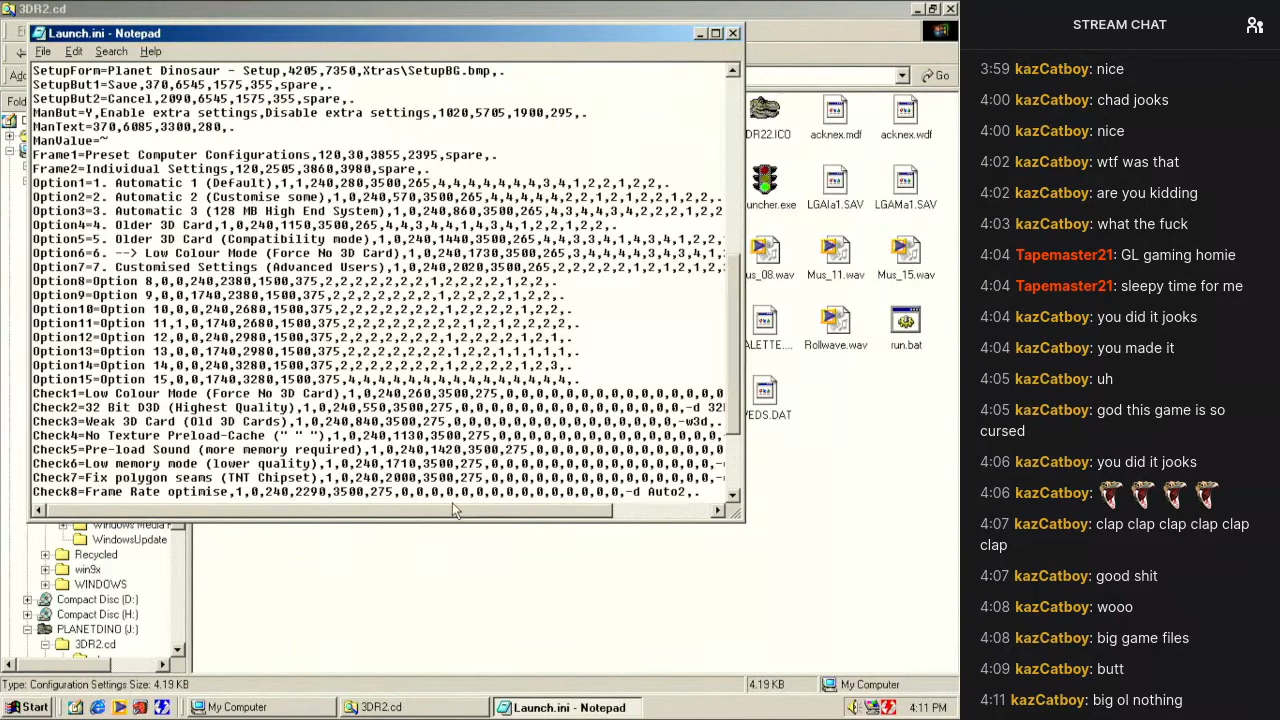 3DR2.cd
Launch.ini - Notepad
File Edit Search Help
SetupForm=Planet Dinosaur - Setup,4205,7350,Xtras\SetupBG.bmp,.
SetupBut1=Save,370,6545,1575,355,spare,.
SetupBut2=Cancel,2090,6545,1575,355,spare,.
ManBut=Y,Enable extra settings,Disable extra settings,1020,5705,1900,295,.
ManText=370,6085,3300,280,.
ManValue=~
Frame1=Preset Computer Configurations,120,30,3855,2395,spare,.
Frame2=Individual Settings,120,2505,3860,3980,spare,.
Option1=1. Automatic 1 (Default),1,1,240,280,3500,265,4,4,4,4,4,4,4,3,4,1,2,2,1,2,2,.
Option2=2. Automatic 2 (Customise some),1,0,240,570,3500,265,4,4,4,4,4,2,2,1,2,2,1,2,2,1,2,2,.
Option3=3. Automatic 3 (128 MB High End System),1,0,240,860,3500,265,4,3,4,4,3,4,2,2,2,1,2,2
Option4=4. Older 3D Card,1,0,240,1150,3500,265,4,4,3,4,4,1,4,3,4,1,2,2,1,2,2,.
Option5=5. Older 3D Card (Compatibility mode),1,0,240,1440,3500,265,4,4,3,4,4,1,4,3,4,1,2,2,
Option6=6. --> Low Colour Mode (Force No 3D Card),1,0,240,1730,3500,265,3,4,4,4,4,3,4,3,4,1,
Option7=7. Customised Settings (Advanced Users),1,0,240,2020,3500,265,2,2,2,2,2,1,2,1,2,2,2,
Option8=Option 8,0,0,240,2380,1500,375,2,2,2,2,2,2,2,1,2,2,2,2,2,.
Option9=Option 9,0,0,1740,2380,1500,375,2,2,2,2,2,2,1,2,2,2,2,2,.
Option10=Option 10,0,0,240,2680,1500,375,2,2,2,2,2,2,1,2,2,2,1,2,.
Option11=Option 11,1,0,1740,2680,1500,375,2,2,2,2,2,2,2,1,2,1,2,2,2,2,.
Option12=Option 12,0,0,240,2980,1500,375,2,2,2,2,2,2,2,1,2,2,1,2,1,.
Option13=Option 13,0,0,1740,2980,1500,375,2,2,2,2,2,2,2,1,2,2,1,1,1,1,1,.
Option14=Option 14,0,0,240,3280,1500,375,2,2,2,2,2,2,2,1,2,2,1,2,3,.
Option15=Option 15,0,0,1740,3280,1500,375,4,4,4,4,4,4,4,4,4,4,4,4,4,4,.
Check1=Low Colour Mode (Force No 3D Card),1,0,240,260,3500,275,0,0,0,0,0,0,0,0,0,0,0,0,0,0
Check2=32 Bit D3D (Highest Quality),1,0,240,550,3500,275,0,0,0,0,0,0,0,0,0,0,0,0,0,0,0,-d 32
Check3=Weak 3D Card (Old 3D Cards),1,0,240,840,3500,275,0,0,0,0,0,0,0,0,0,0,0,0,0,0,0,-w3d,.
Check4=No Texture Preload-Cache (" " "),1,0,240,1130,3500,275,0,0,0,0,0,0,0,0,0,0,0,0,0,0,0,
Check5=Pre-load Sound (more memory required),1,0,240,1420,3500,275,0,0,0,0,0,0,0,0,0,0,0,0,0
Check6=Low memory mode (lower quality),1,0,240,1710,3500,275,0,0,0,0,0,0,0,0,0,0,0,0,0,0,0,-
Check7=Fix polygon seams (TNT Chipset),1,0,240,2000,3500,275,0,0,0,0,0,0,0,0,0,0,0,0,0,0,0,-
Check8=Frame Rate optimise,1,0,240,2290,3500,275,0,0,0,0,0,0,0,0,0,0,0,0,0,0,0,-d Auto2,.
Go
DR22.ICO acknex.mdf acknex.wdf
uncher.exe LGAIa1.SAV LGAMa1.SAV
us_08.wav Mus_11.wav Mus_15.wav
ALETTE.... Rollwave.wav run.bat
VEDS.DAT
Windows Media
WindowsUpdate
Recycled
win9x
WINDOWS
Compact Disc (D:)
Compact Disc (H:)
PLANETDINO (J:)
3DR2.cd
Type: Configuration Settings Size: 4.19 KB
4.19 KB
My Computer
Start
My Computer
3DR2.cd
Launch.ini - Notepad
4:11 PM
STREAM CHAT
3:59 kazCatboy: nice
4:00 kazCatboy: chad jooks
4:00 kazCatboy: nice
4:02 kazCatboy: wtf was that
4:02 kazCatboy: are you kidding
4:03 kazCatboy: what the fuck
4:04 Tapemaster21: GL gaming homie
4:04 Tapemaster21: sleepy time for me
4:04 kazCatboy: you did it jooks
4:04 kazCatboy: you made it
4:05 kazCatboy: uh
4:05 kazCatboy: god this game is so
cursed
4:06 kazCatboy: you did it jooks
4:06 kazCatboy:
4:07 kazCatboy: clap clap clap clap clap
clap
4:07 kazCatboy: good shit
4:08 kazCatboy: wooo
4:08 kazCatboy: big game files
4:09 kazCatboy: butt
4:11 kazCatboy: big ol nothing